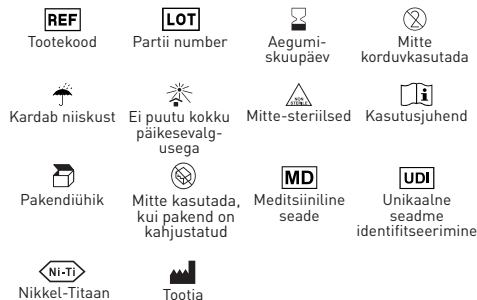 REF
LOT
Tootekood
Partii number
Aegumi-
skuupäev
Mitte
korduvkasutada
2
NON
STERILE
i
Kardab niiskust
Ei puutu kokku
päikesevalg-
usega
Mitte-steriilsed
Kasutusjuhend
MD
UDI
Pakendiühik
Mitte kasutada,
kui pakend on
kahjustatud
Meditsiiniline
seade
Unikaalne
seadme
identifitseerimine
Ni-Ti
Nikkel-Titaan
Tootja